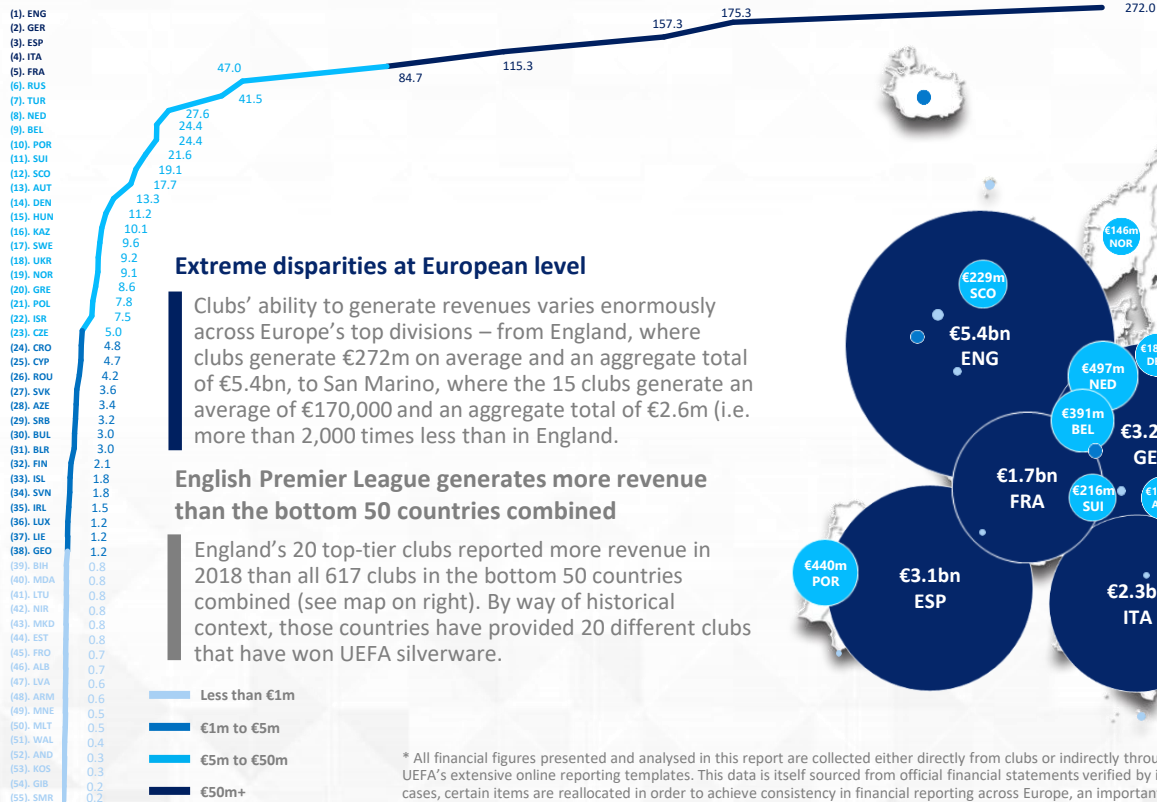 (1). ENG
(2). GER
(3). ESP
(4). ITA
(5). FRA
(6). RUS
(7). TUR
(8). NED
(9). BEL
(10). POR
(11). SUI
(12). SCO
(13). AUT
(14). DEN
(15). HUN
(16). KAZ
(17). SWE
(18). UKR
(19). NOR
(20). GRE
(21). POL
(22). ISR
(23). CZE
(24). CRO
(25). CYP
(26). ROU
(27). SVK
(28). AZE
(29). SRB
(30). BUL
(31). BLR
(32). FIN
(33). ISL
(34). SVN
(35). IRL
(36). LUX
(37). LIE
(38). GEO
(39). BIH
(40). MDA
(41). LTU
(42). NIR
(43). MKD
(44). EST
(45). FRO
(46). ALB
(47). LVA
(48). ARM
(49). MNE
(50). MLT
(51). WAL
(52). AND
(53). KOS
(54). GIB
(55). SMR
272.0
175.3
157.3
115.3
84.7
47.0
41.5
27.6
24.4
24.4
21.6
19.1
17.7
13.3
11.2
10.1
9.6
9.2
9.1
8.6
7.8
7.5
5.0
4.8
4.7
4.2
3.6
3.4
3.2
3.0
3.0
2.1
1.8
1.8
1.5
1.2
1.2
1.2
0.8
0.8
0.8
0.8
0.8
0.8
0.7
0.7
0.6
0.6
0.5
0.5
0.4
0.3
0.3
0.2
0.2
Extreme disparities at European level
Clubs' ability to generate revenues varies enormously
across Europe's top divisions – from England, where
clubs generate €272m on average and an aggregate total
of €5.4bn, to San Marino, where the 15 clubs generate an
average of €170,000 and an aggregate total of €2.6m (i.e.
more than 2,000 times less than in England.
English Premier League generates more revenue
than the bottom 50 countries combined
England's 20 top-tier clubs reported more revenue in
2018 than all 617 clubs in the bottom 50 countries
combined (see map on right). By way of historical
context, those countries have provided 20 different clubs
that have won UEFA silverware.
Less than €1m
€1m to €5m
€5m to €50m
€50m+
€146m
NOR
€229m
SCO
€5.4bn
ENG
€497m
NED
€391m
BEL
€1.7bn
FRA
€216m
SUI
€440m
POR
€3.1bn
ESP
ITA
* All financial figures presented and analysed in this report are collected either directly from clubs or indirectly
UEFA's extensive online reporting templates. This data is itself sourced from official financial statements verified by
cases, certain items are reallocated in order to achieve consistency in financial reporting across Europe, an important